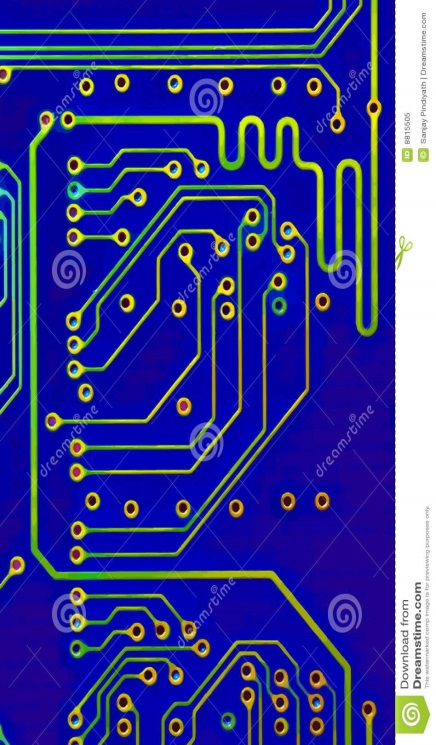 dreamstime
dreamstime
dreamstime
dreamstime
dreamstime
Download from
Dreamstime.com
This watermarked comp image is for previewing purposes only.
ID 8815505
© Sanjay Pindiyath | Dreamstime.com